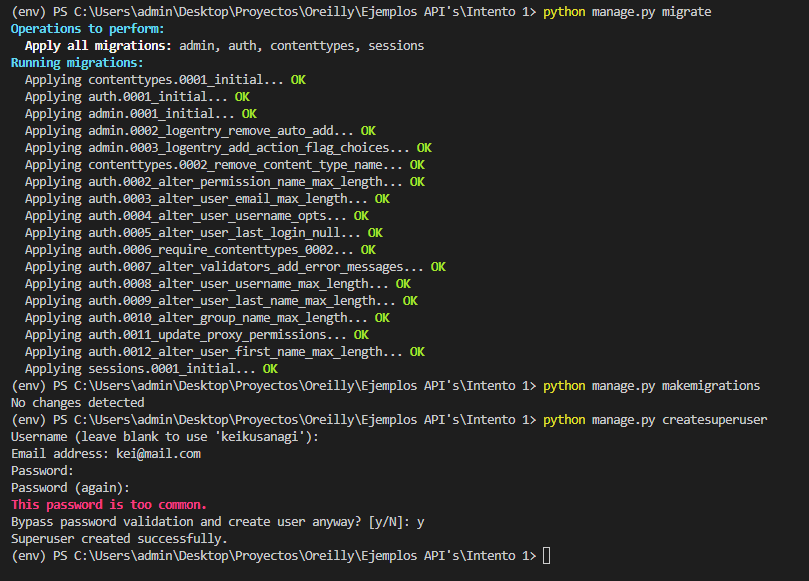 (env) PS C:\Users\admin\Desktop\Proyectos\Oreilly\Ejemplos API's\Intento 1> python manage.py migrate
Operations to perform:
  Apply all migrations: admin, auth, contenttypes, sessions
Running migrations:
  Applying contenttypes.0001_initial... OK
  Applying auth.0001_initial... OK
  Applying admin.0001_initial... OK
  Applying admin.0002_logentry_remove_auto_add... OK
  Applying admin.0003_logentry_add_action_flag_choices... OK
  Applying contenttypes.0002_remove_content_type_name... OK
  Applying auth.0002_alter_permission_name_max_length... OK
  Applying auth.0003_alter_user_email_max_length... OK
  Applying auth.0004_alter_user_username_opts... OK
  Applying auth.0005_alter_user_last_login_null... OK
  Applying auth.0006_require_contenttypes_0002... OK
  Applying auth.0007_alter_validators_add_error_messages... OK
  Applying auth.0008_alter_user_username_max_length... OK
  Applying auth.0009_alter_user_last_name_max_length... OK
  Applying auth.0010_alter_group_name_max_length... OK
  Applying auth.0011_update_proxy_permissions... OK
  Applying auth.0012_alter_user_first_name_max_length... OK
  Applying sessions.0001_initial... OK
(env) PS C:\Users\admin\Desktop\Proyectos\Oreilly\Ejemplos API's\Intento 1> python manage.py makemigrations
No changes detected
(env) PS C:\Users\admin\Desktop\Proyectos\Oreilly\Ejemplos API's\Intento 1> python manage.py createsuperuser
Username (leave blank to use 'keikusanagi'):
Email address: kei@mail.com
Password:
Password (again):
This password is too common.
Bypass password validation and create user anyway? [y/N]: y
Superuser created successfully.
(env) PS C:\Users\admin\Desktop\Proyectos\Oreilly\Ejemplos API's\Intento 1>